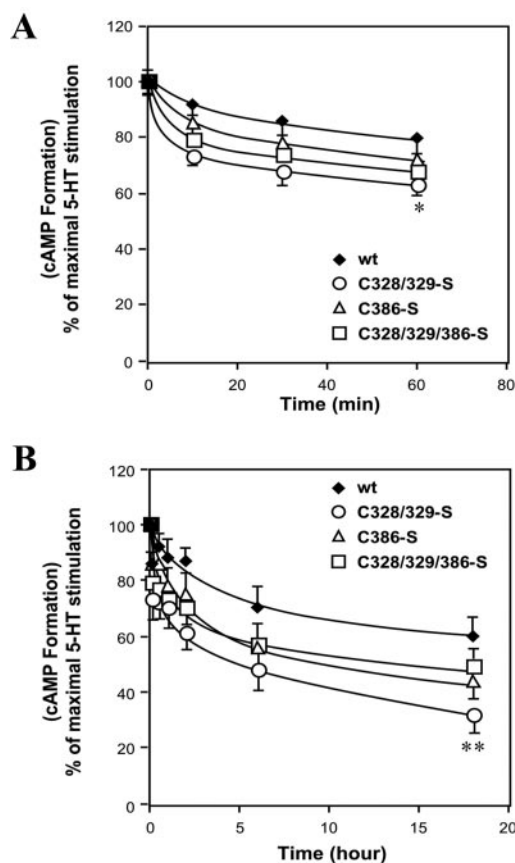 A
(cAMP Formation)
% of maximal 5-HT stimulation
120
100
80
60
40
20
0
wt
C328/329-S
C386-S
C328/329/386-S
*
0 20 40 60 80
Time (min)
B
(cAMP Formation)
% of maximal 5-HT stimulation
120
100
80
60
40
20
0
wt
C328/329-S
C386-S
C328/329/386-S
**
0 5 10 15 20
Time (hour)